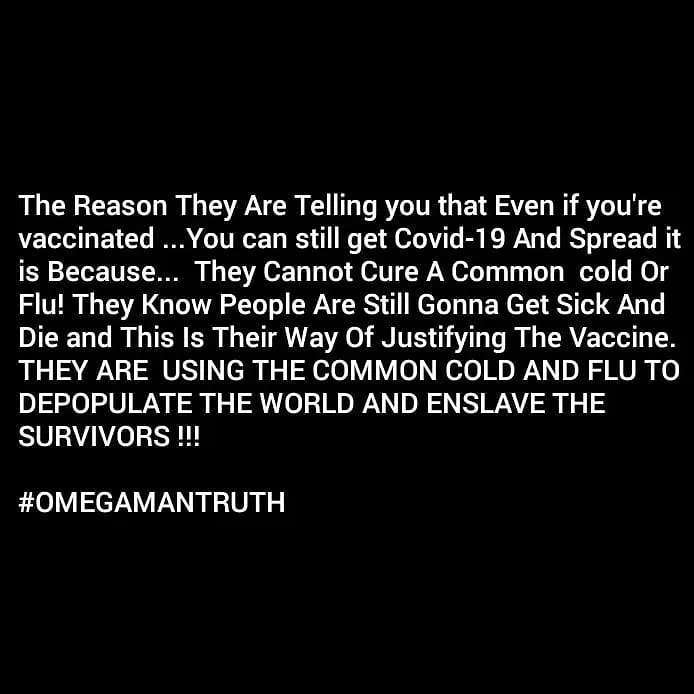 The Reason They Are Telling you that Even if you're
vaccinated ...You can still get Covid-19 And Spread it
is Because...  They Cannot Cure A Common  cold Or
Flu! They Know People Are Still Gonna Get Sick And
Die and This Is Their Way Of Justifying The Vaccine.
THEY ARE  USING THE COMMON COLD AND FLU TO
DEPOPULATE THE WORLD AND ENSLAVE THE
SURVIVORS !!!
#OMEGAMANTRUTH